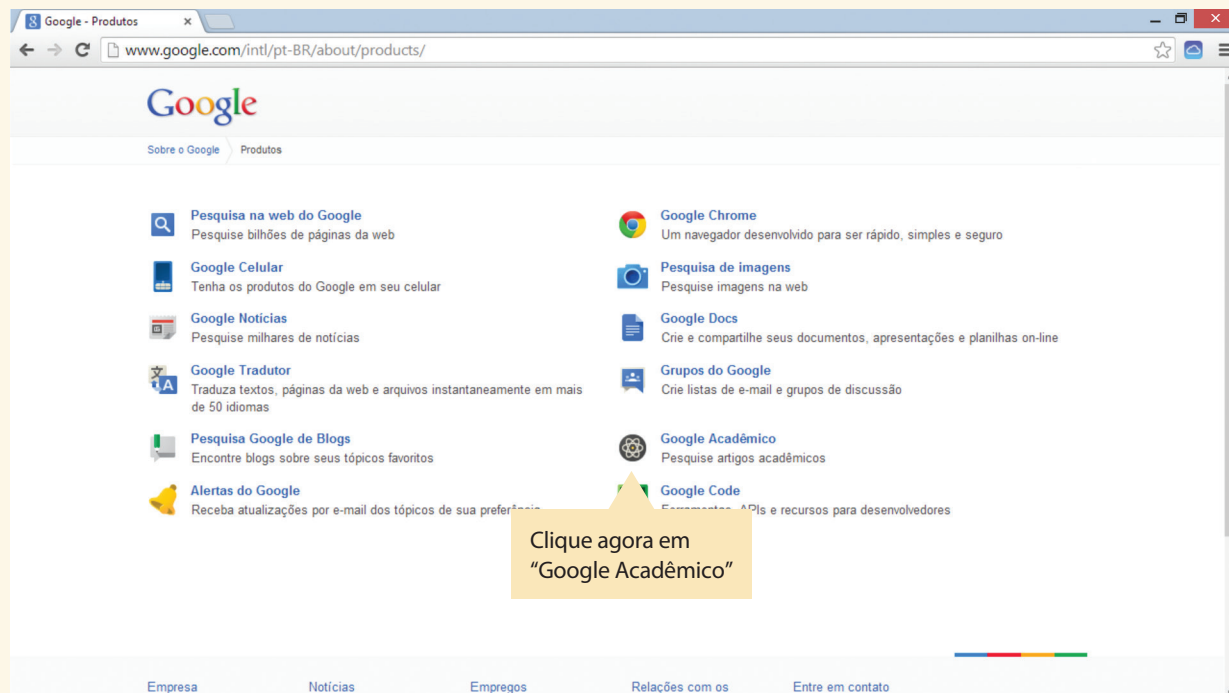 Google - Produtos
www.google.com/intl/pt-BR/about/products/
Google
Sobre o Google
Produtos
Pesquisa na web do Google
Pesquise bilhões de páginas da web
Google Celular
Tenha os produtos do Google em seu celular
Google Notícias
Pesquise milhares de notícias
Google Tradutor
Traduza textos, páginas da web e arquivos instantaneamente em mais
de 50 idiomas
Pesquisa Google de Blogs
Encontre blogs sobre seus tópicos favoritos
Alertas do Google
Receba atualizações por e-mail dos tópicos de sua preferência
Google Chrome
Um navegador desenvolvido para ser rápido, simples e seguro
Pesquisa de imagens
Pesquise imagens na web
Google Docs
Crie e compartilhe seus documentos, apresentações e planilhas on-line
Grupos do Google
Crie listas de e-mail e grupos de discussão
Google Acadêmico
Pesquise artigos acadêmicos
Google Code
Ferramentas, APIs e recursos para desenvolvedores
Clique agora em
“Google Acadêmico”
Empresa
Notícias
Empregos
Relações com os
Entre em contato